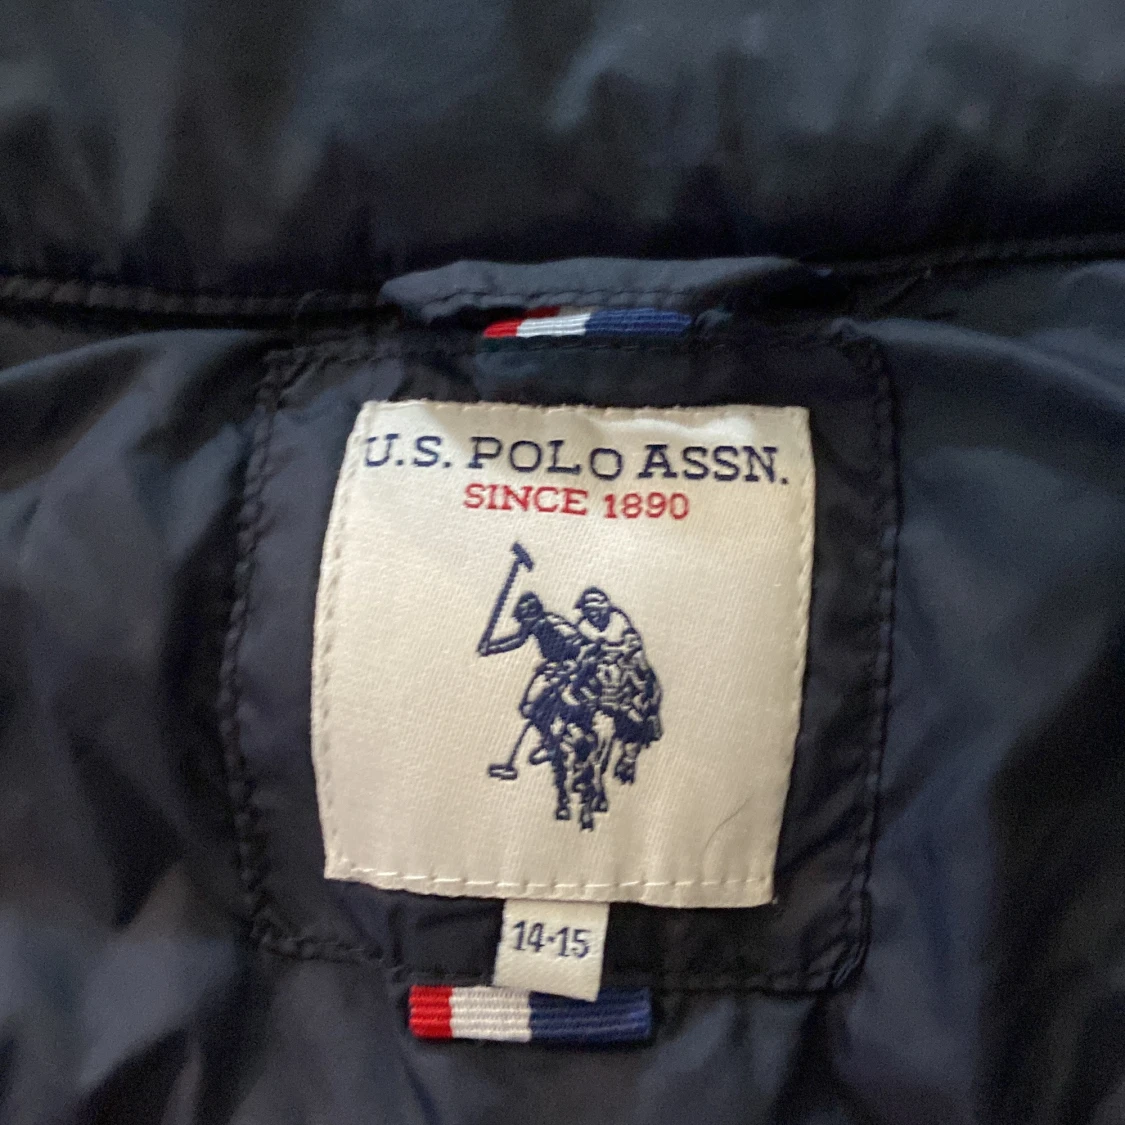 U.S. POLO ASSN.
SINCE 1890
14-15